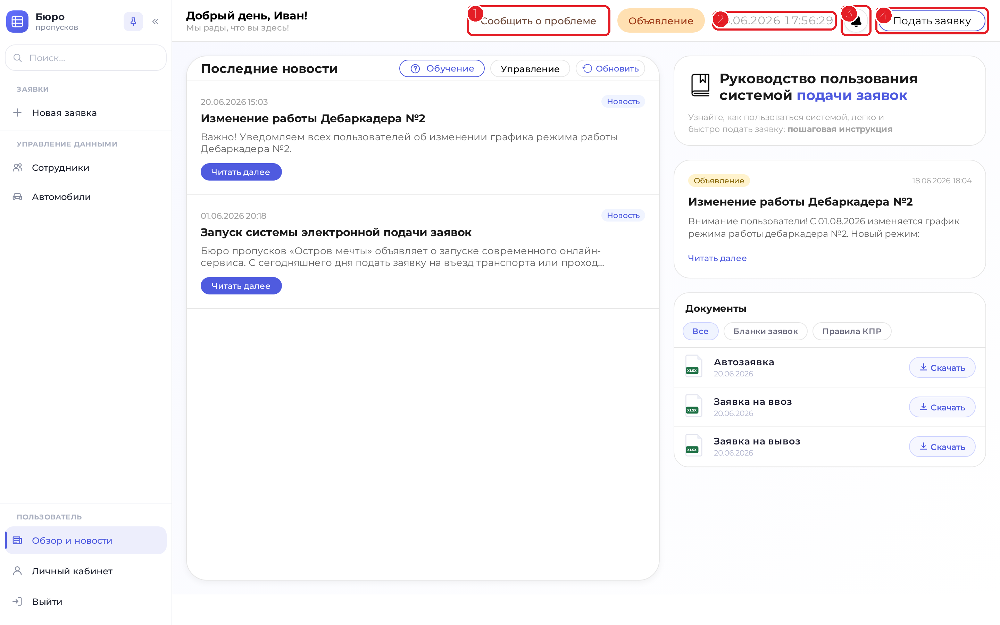 Бюро
пропусков
Поиск...
ЗАЯВКИ
Новая заявка
УПРАВЛЕНИЕ ДАННЫМИ
Сотрудники
Автомобили
ПОЛЬЗОВАТЕЛЬ
Обзор и новости
Личный кабинет
Выйти
Добрый день, Иван!
Мы рады, что вы здесь!
1
Сообщить о проблеме
Объявление
2
.06.2026 17:56:29
3
4
Подать заявку
Последние новости
Обучение
Управление
Обновить
20.06.2026 15:03
Новость
Изменение работы Дебаркадера №2
Важно! Уведомляем всех пользователей об изменении графика режима работы
Дебаркадера №2.
Читать далее
01.06.2026 20:18
Новость
Запуск системы электронной подачи заявок
Бюро пропусков «Остров мечты» объявляет о запуске современного онлайн-
сервиса. С сегодняшнего дня подать заявку на въезд транспорта или проход...
Читать далее
Руководство пользования
системой подачи заявок
Узнайте, как пользоваться системой, легко и
быстро подать заявку: пошаговая инструкция
Объявление
18.06.2026 18:04
Изменение работы Дебаркадера №2
Внимание пользователи! С 01.08.2026 изменяется график
режима работы дебаркадера №2. Новый режим:
Читать далее
Документы
Все
Бланки заявок
Правила КПР
XLSX
Автозаявка
20.06.2026
Скачать
XLSX
Заявка на ввоз
20.06.2026
Скачать
XLSX
Заявка на вывоз
20.06.2026
Скачать